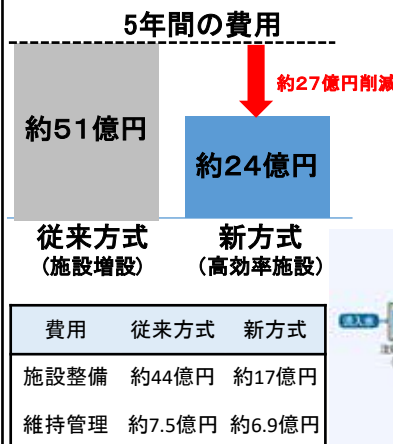 5年間の費用
約27億円削減
約51億円
約24億円
従来方式 新方式
(施設増設) (高効率施設)
費用 従来方式 新方式
施設整備 約44億円 約17億円
維持管理 約7.5億円 約6.9億円
流入水